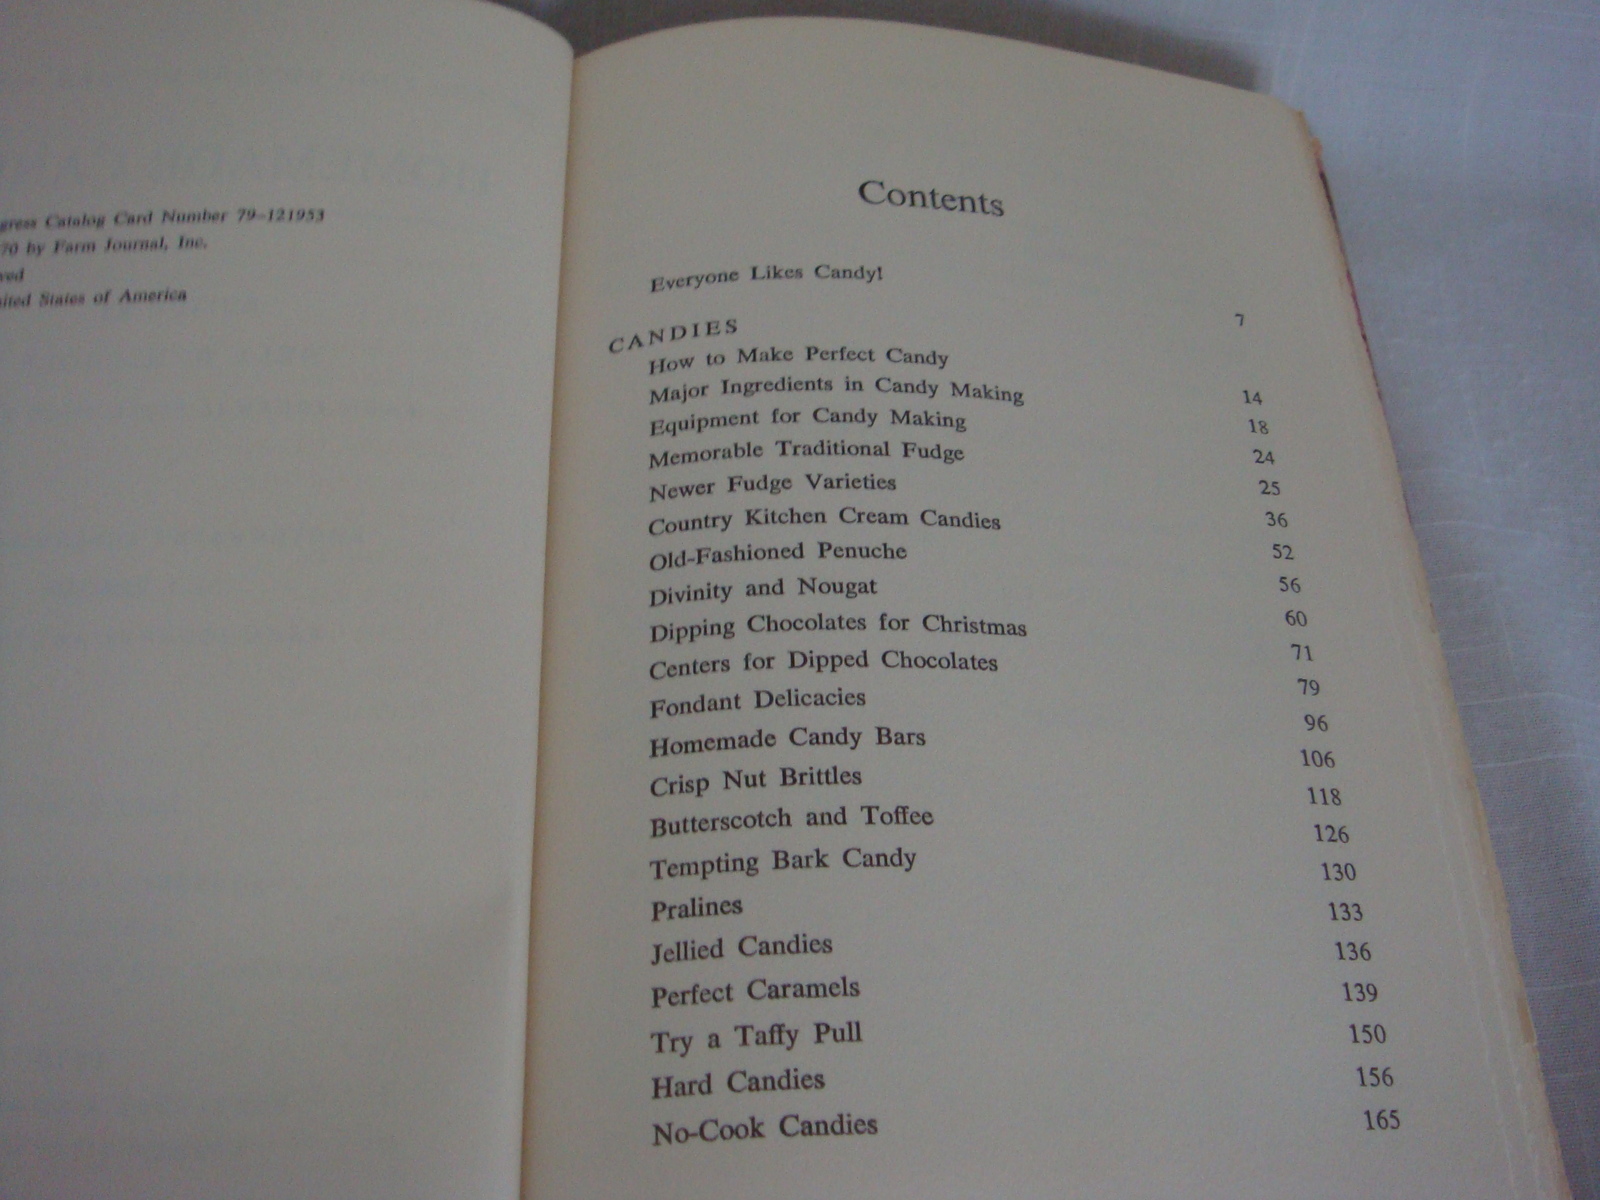 gress Catalog Card Number 79-121953
70 by Farm Journal, Inc.
ved
ited States of America
Contents
Everyone Likes Candy! 7
CANDIES
How to Make Perfect Candy 14
Major Ingredients in Candy Making 18
Equipment for Candy Making 24
Memorable Traditional Fudge 25
Newer Fudge Varieties 36
Country Kitchen Cream Candies 52
Old-Fashioned Penuche 56
Divinity and Nougat 60
Dipping Chocolates for Christmas 71
Centers for Dipped Chocolates 79
Fondant Delicacies 96
Homemade Candy Bars 106
Crisp Nut Brittles 118
Butterscotch and Toffee 126
Tempting Bark Candy 130
Pralines 133
Jellied Candies 136
Perfect Caramels 139
Try a Taffy Pull 150
Hard Candies 156
No-Cook Candies 165